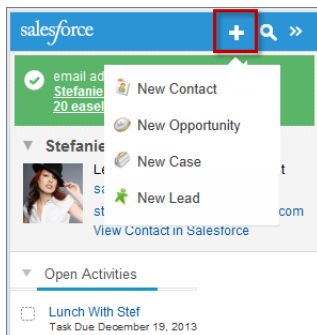 salesforce
email ad
Stefanie
20 easel
New Contact
New Opportunity
New Case
New Lead
Stefanie
Le t
sa
st com
View Contact in Salesforce
Open Activities
Lunch With Stef
Task Due December 19, 2013